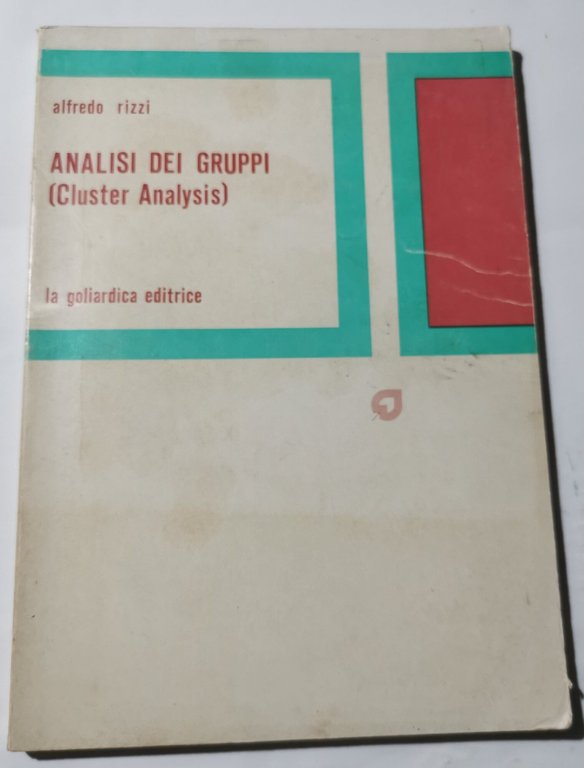 alfredo rizzi
ANALISI DEI GRUPPI
(Cluster Analysis)
la goliardica editrice